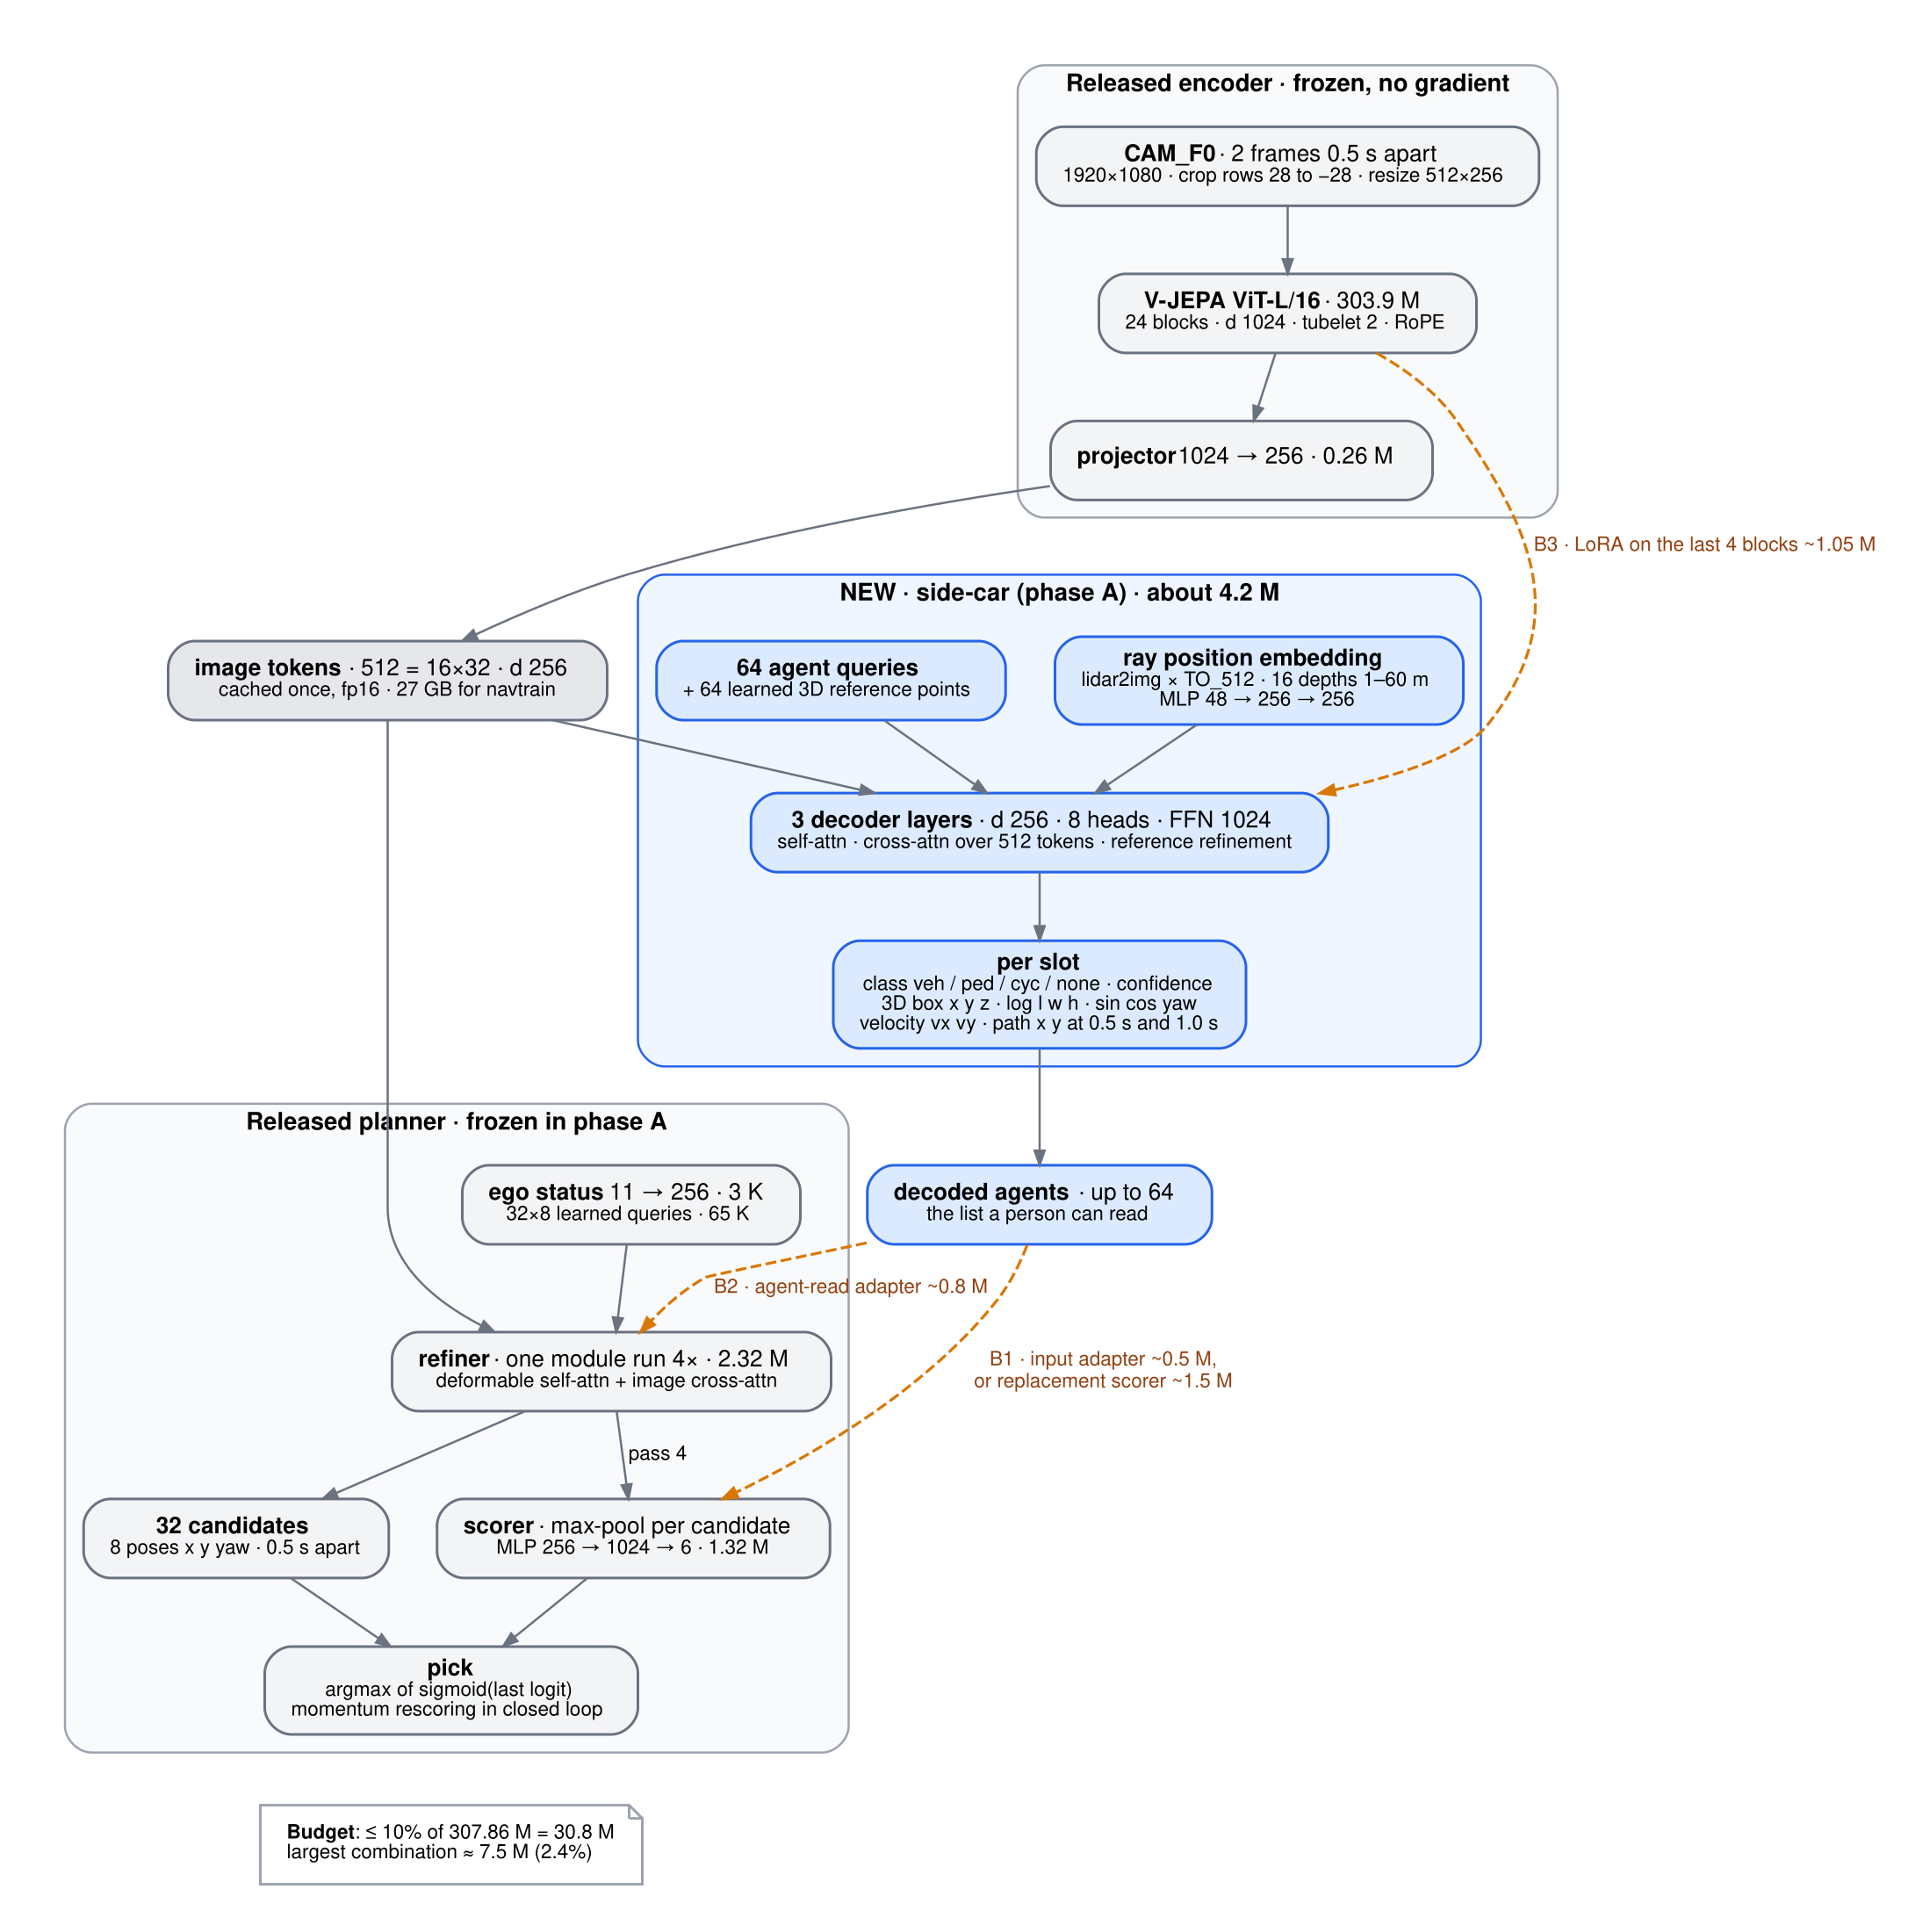 Released encoder · frozen, no gradient
CAM_F0 · 2 frames 0.5 s apart
1920×1080 · crop rows 28 to −28 · resize 512×256
V-JEPA ViT-L/16 · 303.9 M
24 blocks · d 1024 · tubelet 2 · RoPE
projector 1024 → 256 · 0.26 M
B3 · LoRA on the last 4 blocks ~1.05 M
NEW · side-car (phase A) · about 4.2 M
image tokens · 512 = 16×32 · d 256
cached once, fp16 · 27 GB for navtrain
64 agent queries
+ 64 learned 3D reference points
ray position embedding
lidar2img × TO_512 · 16 depths 1–60 m
MLP 48 → 256 → 256
3 decoder layers · d 256 · 8 heads · FFN 1024
self-attn · cross-attn over 512 tokens · reference refinement
per slot
class veh / ped / cyc / none · confidence
3D box x y z · log l w h · sin cos yaw
velocity vx vy · path x y at 0.5 s and 1.0 s
Released planner · frozen in phase A
ego status 11 → 256 · 3 K
32×8 learned queries · 65 K
decoded agents · up to 64
the list a person can read
B2 · agent-read adapter ~0.8 M
refiner · one module run 4× · 2.32 M
deformable self-attn + image cross-attn
B1 · input adapter ~0.5 M,
or replacement scorer ~1.5 M
pass 4
32 candidates
8 poses x y yaw · 0.5 s apart
scorer · max-pool per candidate
MLP 256 → 1024 → 6 · 1.32 M
pick
argmax of sigmoid(last logit)
momentum rescoring in closed loop
Budget: ≤ 10% of 307.86 M = 30.8 M
largest combination ≈ 7.5 M (2.4%)